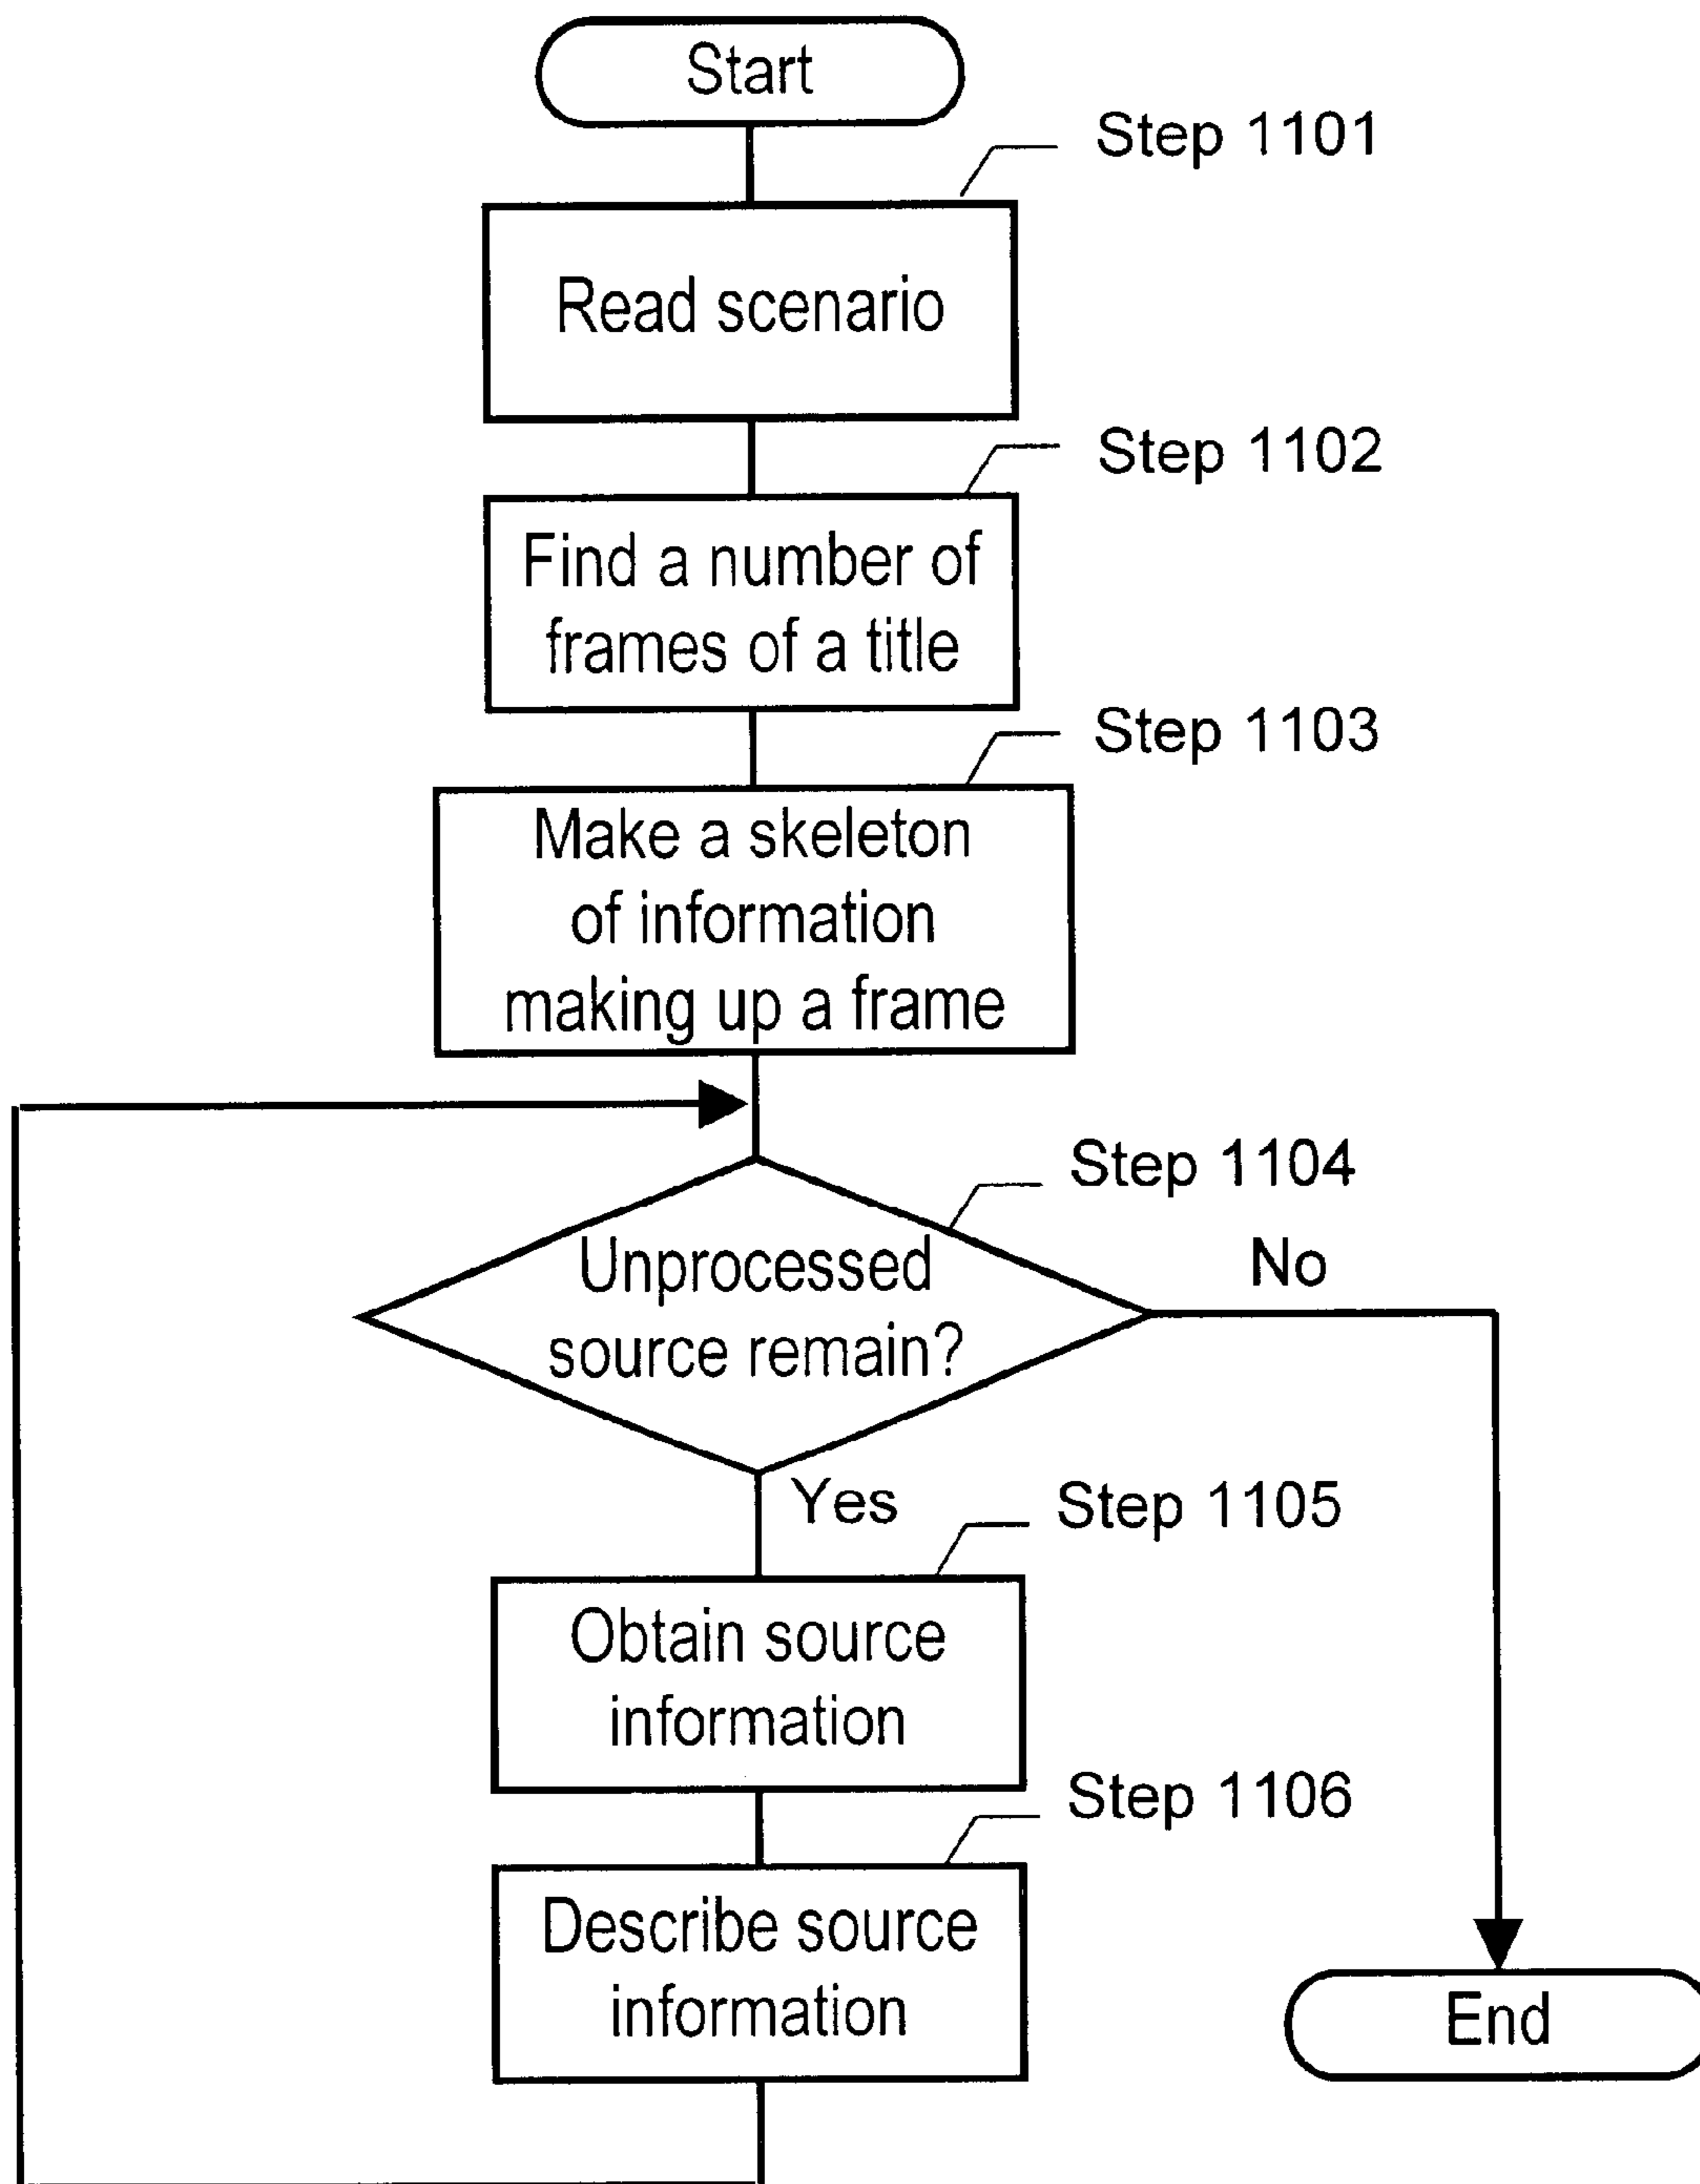 Start
Step 1101
Read scenario
Step 1102
Find a number of
frames of a title
Step 1103
Make a skeleton
of information
making up a frame
Step 1104
Unprocessed
source remain?
No
Yes
Step 1105
Obtain source
information
Step 1106
Describe source
information
End